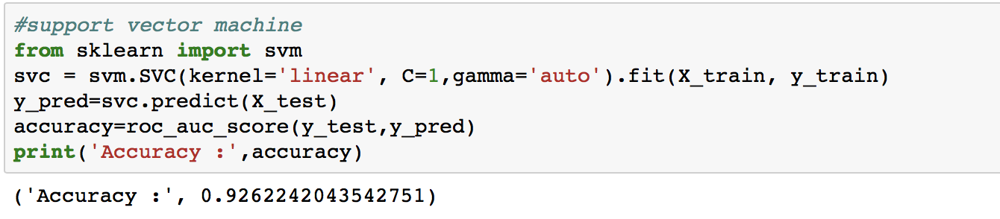 #support vector machine
from sklearn import svm
svc = svm.SVC(kernel='linear', C=1,gamma='auto').fit(X_train, y_train)
y_pred=svc.predict(X_test)
accuracy=roc_auc_score(y_test,y_pred)
print('Accuracy :',accuracy)
('Accuracy :', 0.9262242043542751)